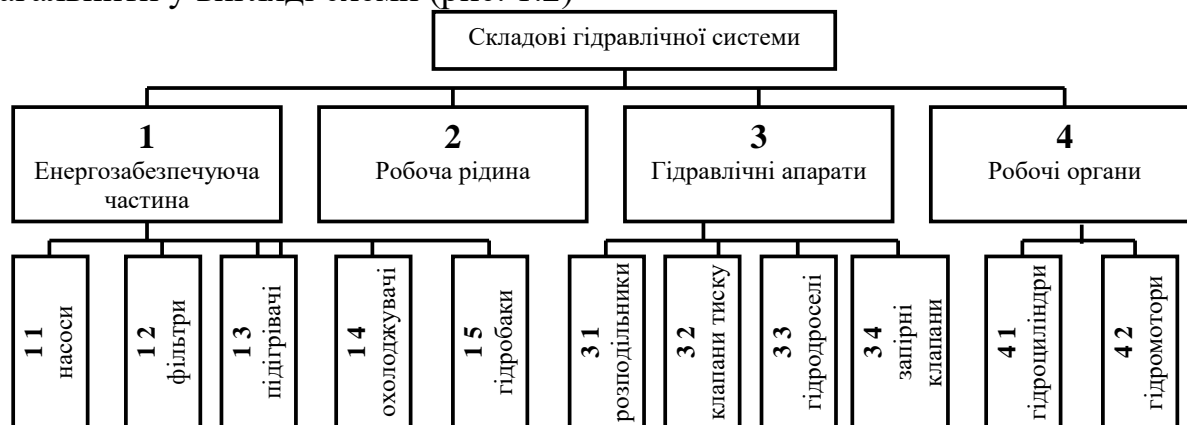 Складові гідравлічної системи
1
Енергозабезпечуюча
частина
2
Робоча рідина
3
Гідравлічні апарати
4
Робочі органи
1 1
насоси
1 2
фільтри
1 3
підігрівачі
1 4
охолоджувачі
1 5
гідробаки
3 1
розподільники
3 2
клапани тиску
3 3
гідродроселі
3 4
запірні
клапани
4 1
гідроциліндри
4 2
гідромотори